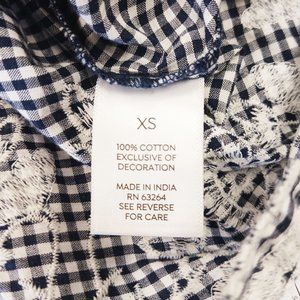 XS
100% COTTON
EXCLUSIVE OF
DECORATION
MADE IN INDIA
RN 63264
SEE REVERSE
FOR CARE